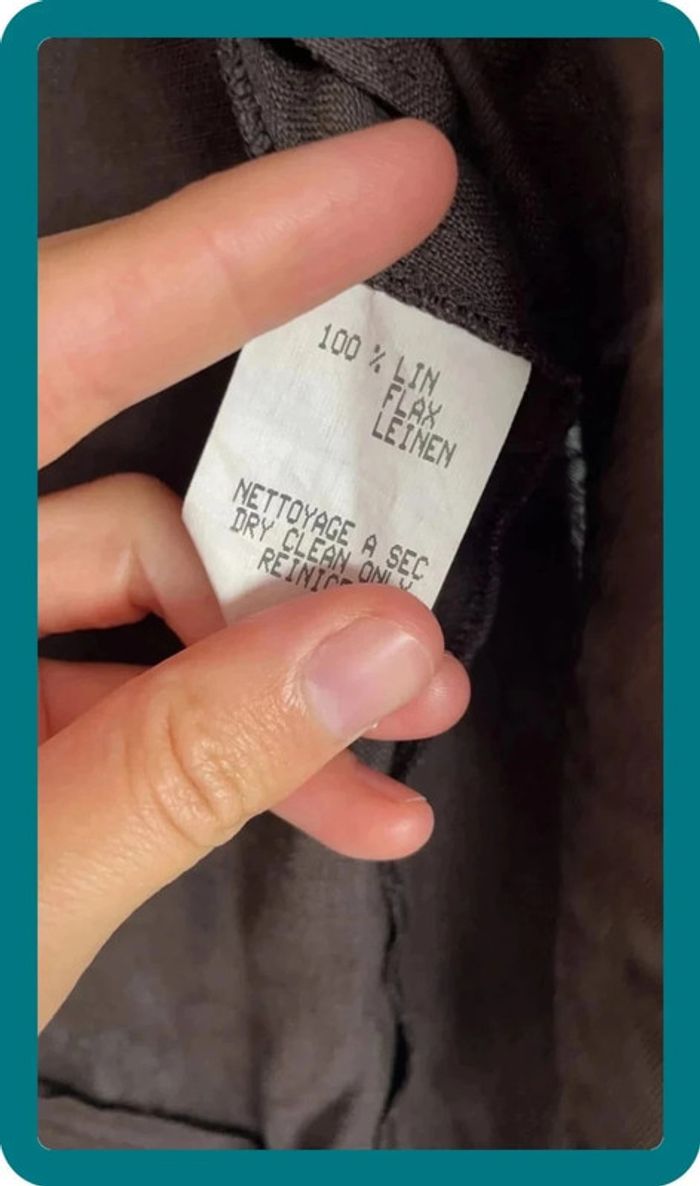 100 % LIN
FLAX
LEINEN
NETTOYAGE A SEC
DRY CLEAN ONLY